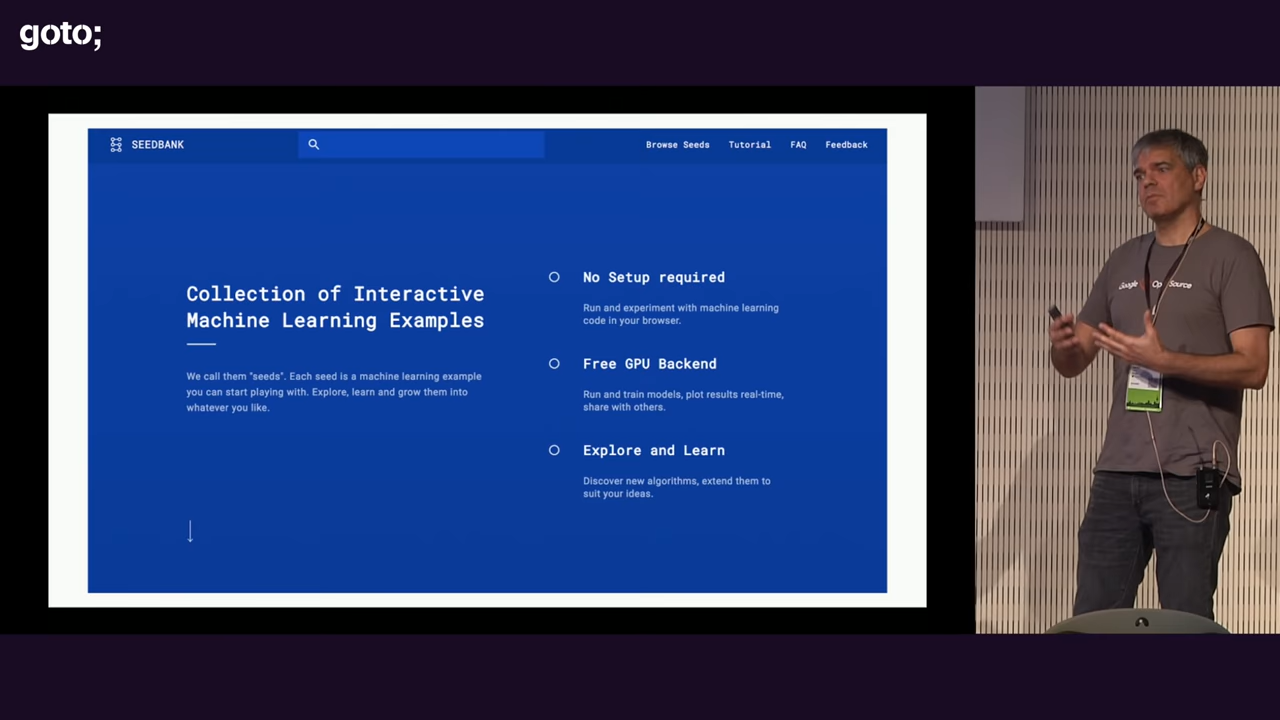 goto;
SEEDBANK
Browse Seeds Tutorial FAQ Feedback
Collection of Interactive
Machine Learning Examples
We call them "seeds". Each seed is a machine learning example
you can start playing with. Explore, learn and grow them into
whatever you like.
No Setup required
Run and experiment with machine learning
code in your browser.
Free GPU Backend
Run and train models, plot results real-time,
share with others.
Explore and Learn
Discover new algorithms, extend them to
suit your ideas.
Google Open Source